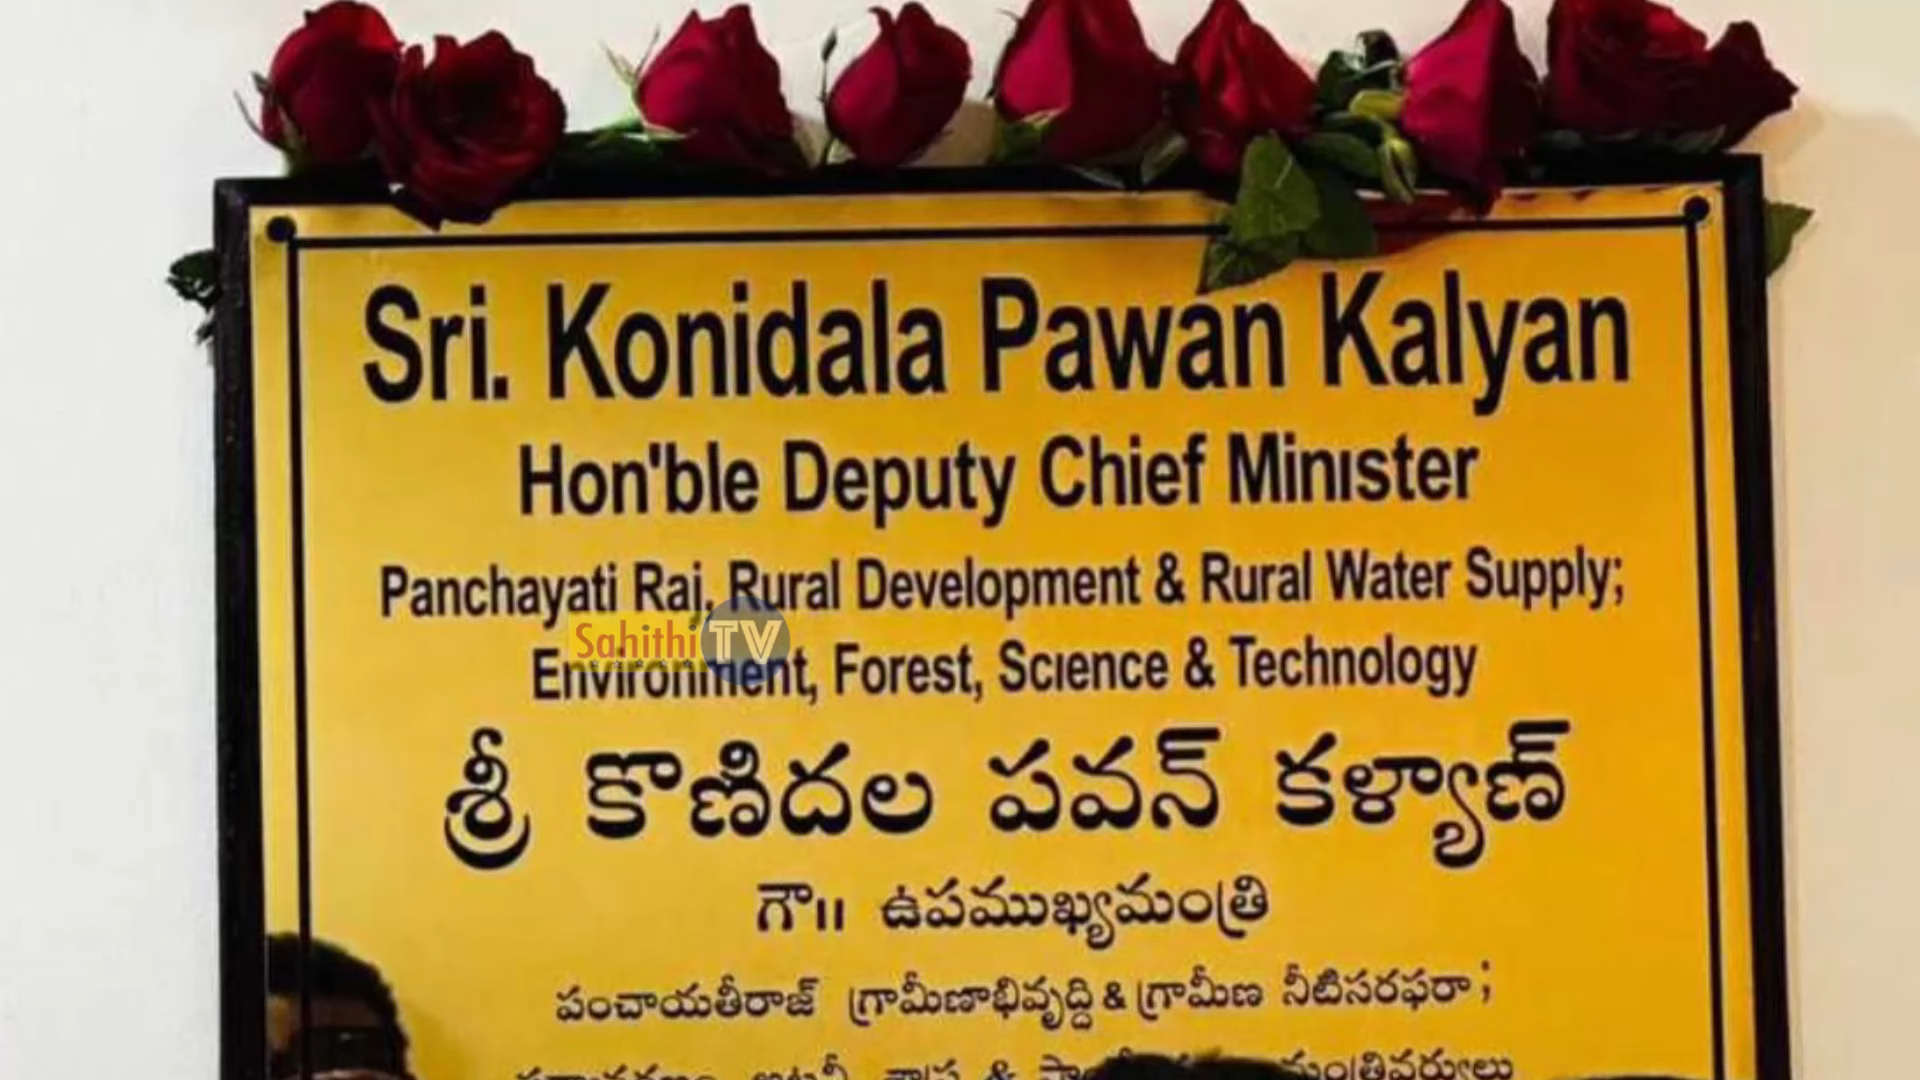 Sri. Konidala Pawan Kalyan
Hon'ble Deputy Chief Minister
Panchayati Raj, Rural Development & Rural Water Supply;
Sahithi TV
Environment, Forest, Science & Technology
శ్రీ కొణిదల పవన్ కళ్యాణ్
గౌ॥ ఉపముఖ్యమంత్రి
పంచాయతీరాజ్ గ్రామీణాభివృద్ధి & గ్రామీణ నీటిసరఫరా ;